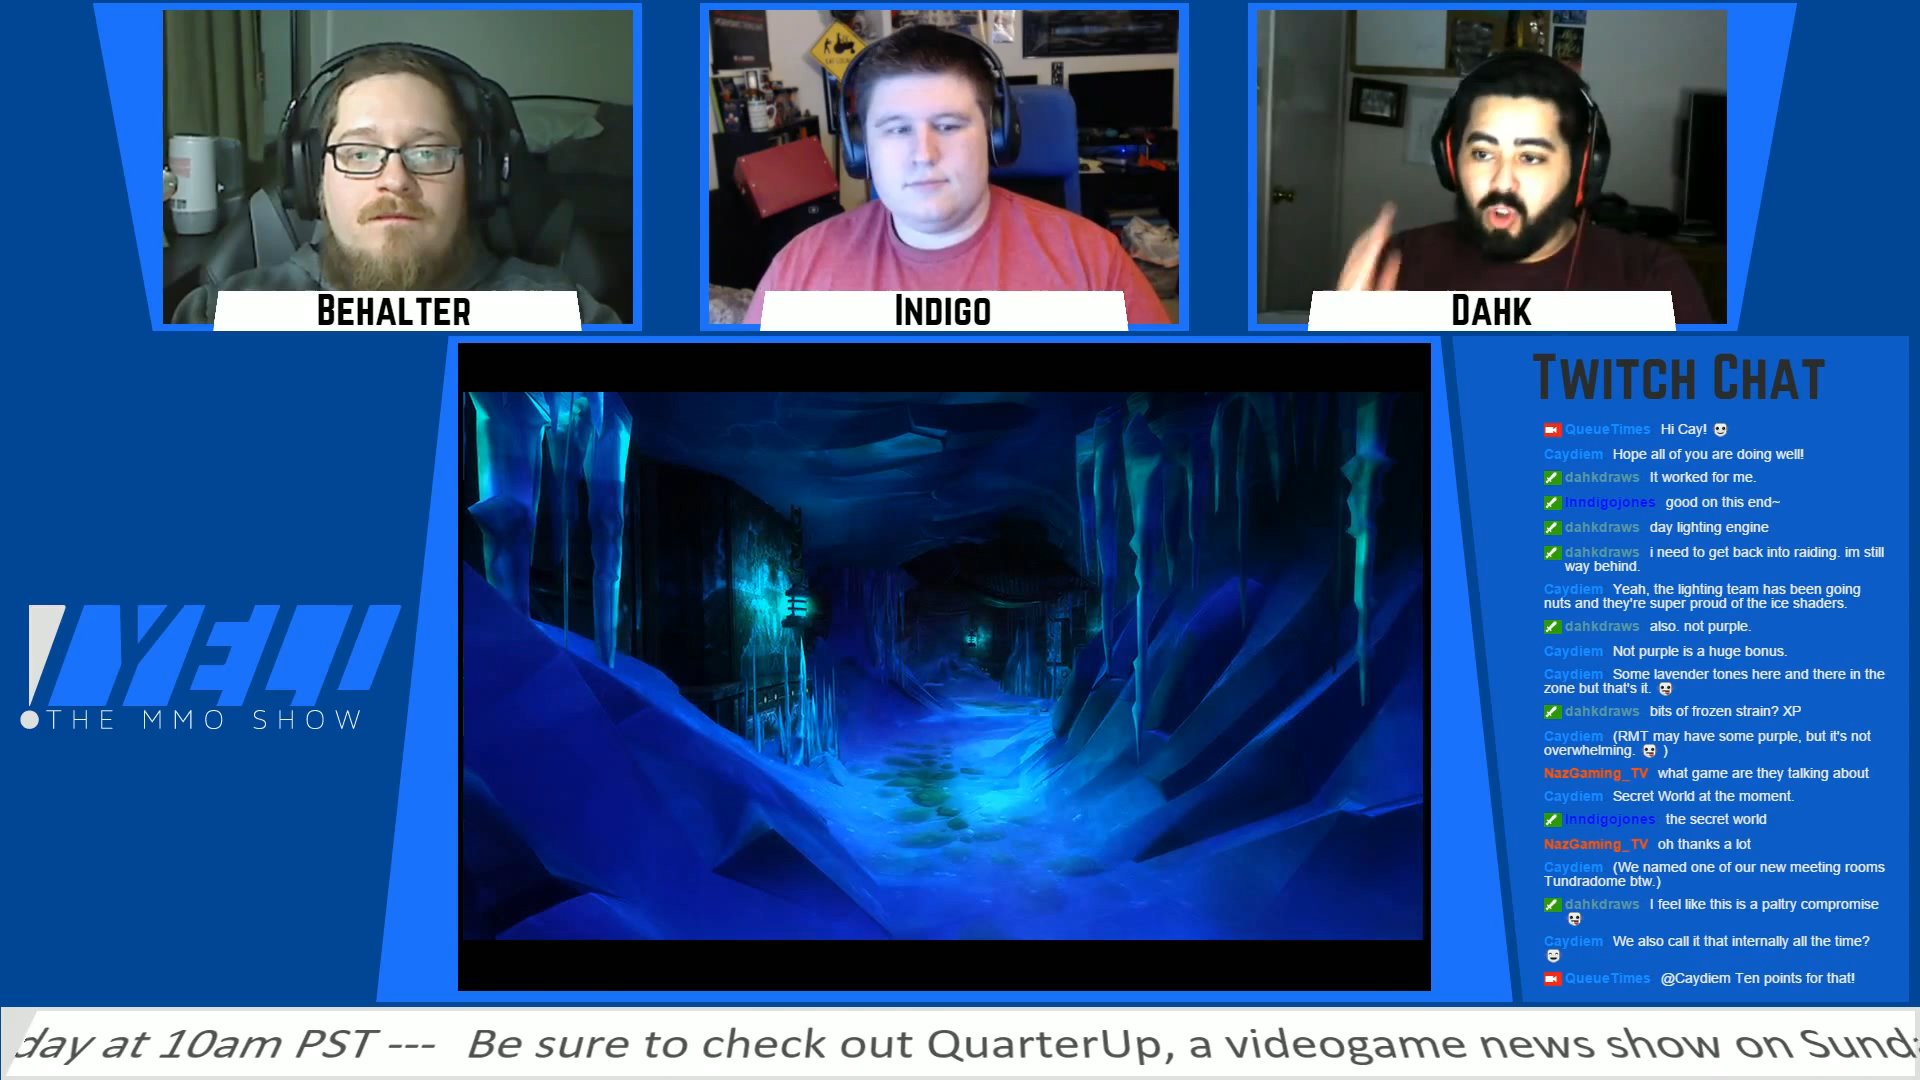 BEHALTER
INDIGO
DAHK
TWITCH CHAT
QueueTimes Hi Cay!
Caydiem Hope all of you are doing well!
dahkdraws It worked for me.
Inndigojones good on this end~
dahkdraws day lighting engine
dahkdraws i need to get back into raiding. im still
way behind.
Caydiem Yeah, the lighting team has been going
nuts and they're super proud of the ice shaders.
dahkdraws also. not purple.
Caydiem Not purple is a huge bonus.
Caydiem Some lavender tones here and there in the
zone but that's it.
dahkdraws bits of frozen strain? XP
Caydiem (RMT may have some purple, but it's not
overwhelming. )
NazGaming_TV what game are they talking about
Caydiem Secret World at the moment.
Inndigojones the secret world
NazGaming_TV oh thanks a lot
Caydiem (We named one of our new meeting rooms
Tundradome btw.)
dahkdraws I feel like this is a paltry compromise
Caydiem We also call it that internally all the time?
QueueTimes @Caydiem Ten points for that!
!YELL
THE MMO SHOW
day at 10am PST --- Be sure to check out QuarterUp, a videogame news show on Sunda